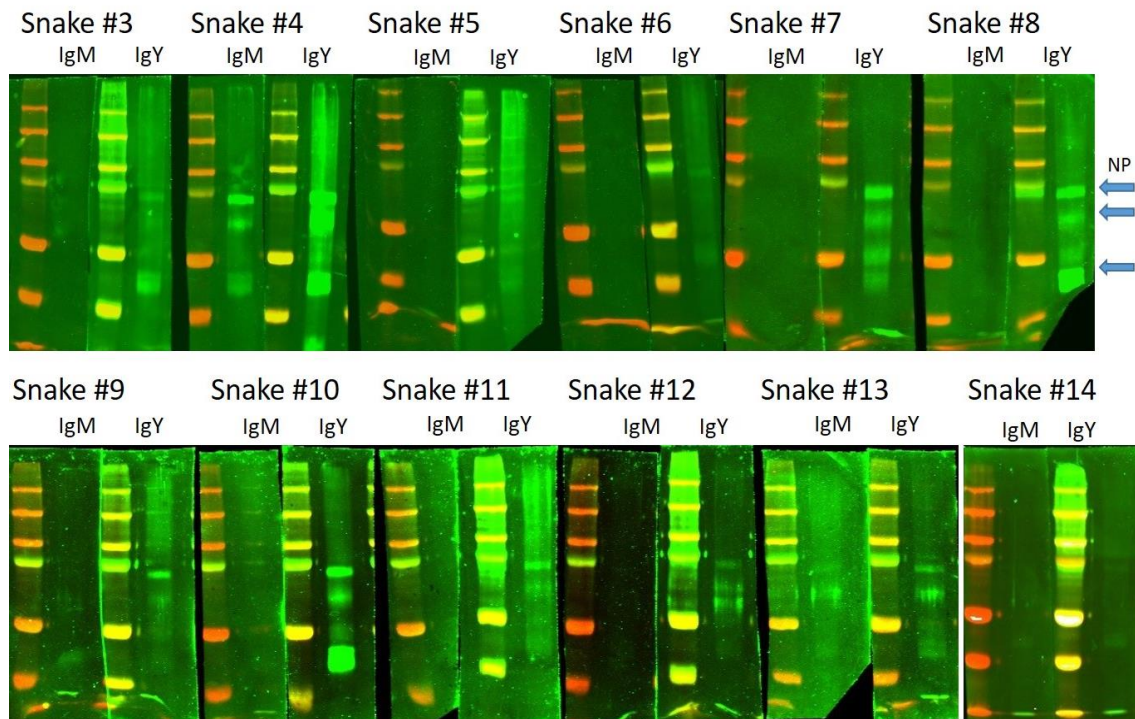 Snake #3 Snake #4 Snake #5 Snake #6 Snake #7 Snake #8
IgM IgY IgM IgY IgM IgY IgM IgY IgM IgY IgM IgY
NP
Snake #9 Snake #10 Snake #11 Snake #12 Snake #13 Snake #14
IgM IgY IgM IgY IgM IgY IgM IgY IgM IgY IgM IgY